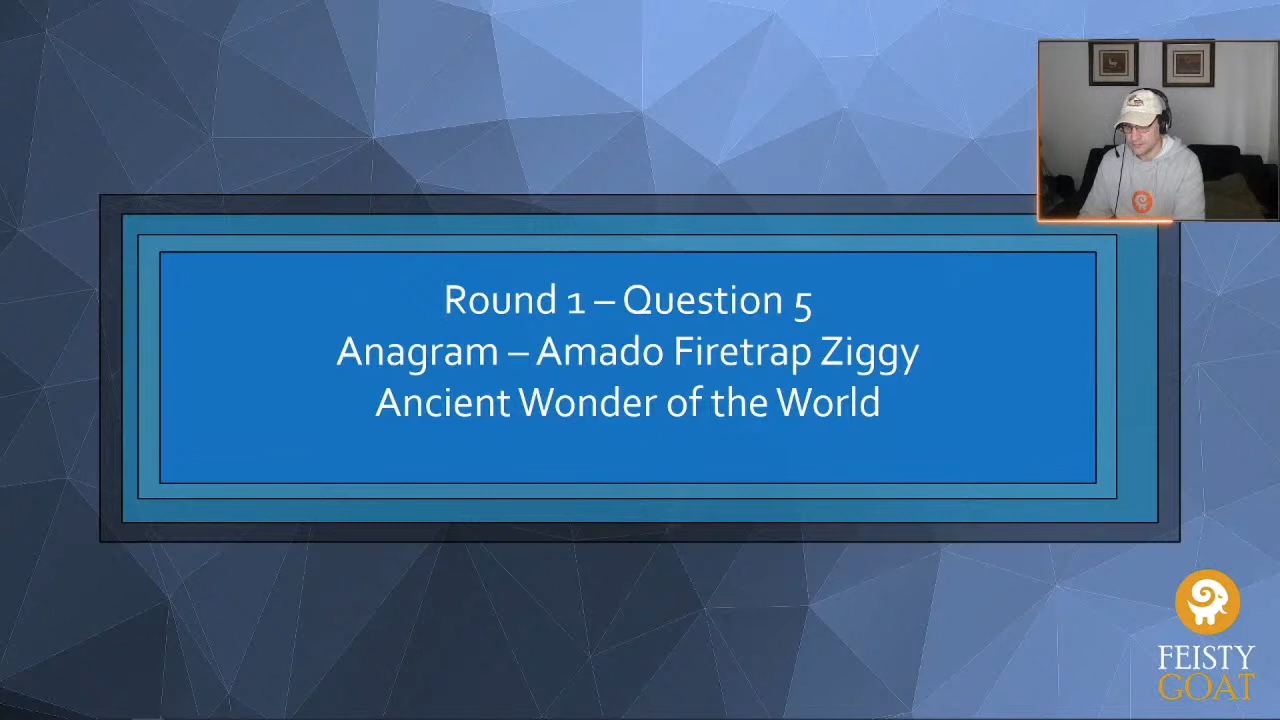 Round 1 – Question 5
Anagram – Amado Firetrap Ziggy
Ancient Wonder of the World
FEISTY
GOAT